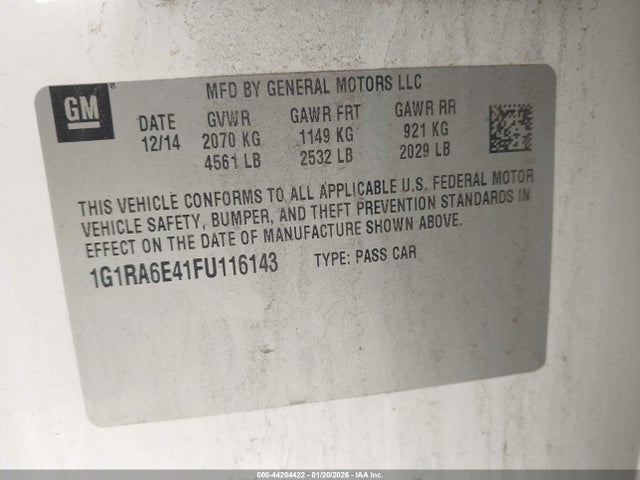 GM
MFD BY GENERAL MOTORS LLC
DATE GVWR GAWR FRT GAWR RR
12/14 2070 KG 1149 KG 921 KG
4561 LB 2532 LB 2029 LB
THIS VEHICLE CONFORMS TO ALL APPLICABLE U.S. FEDERAL MOTOR
VEHICLE SAFETY, BUMPER, AND THEFT PREVENTION STANDARDS IN
EFFECT ON THE DATE OF MANUFACTURE SHOWN ABOVE.
1G1RA6E41FU116143 TYPE: PASS CAR
000-44204422 - 01/20/2026 - IAA Inc.